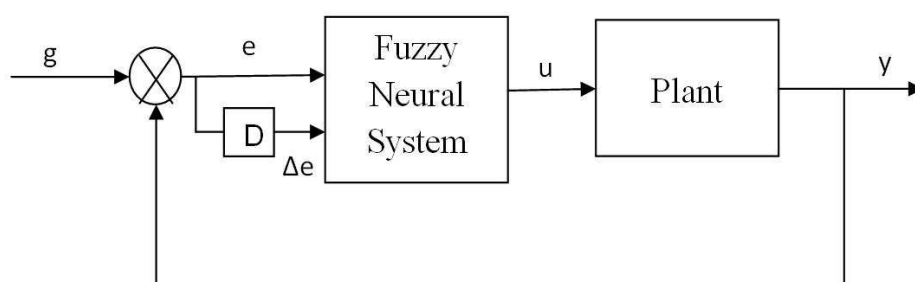 g
e
D
Δe
Fuzzy
Neural
System
u
Plant
y